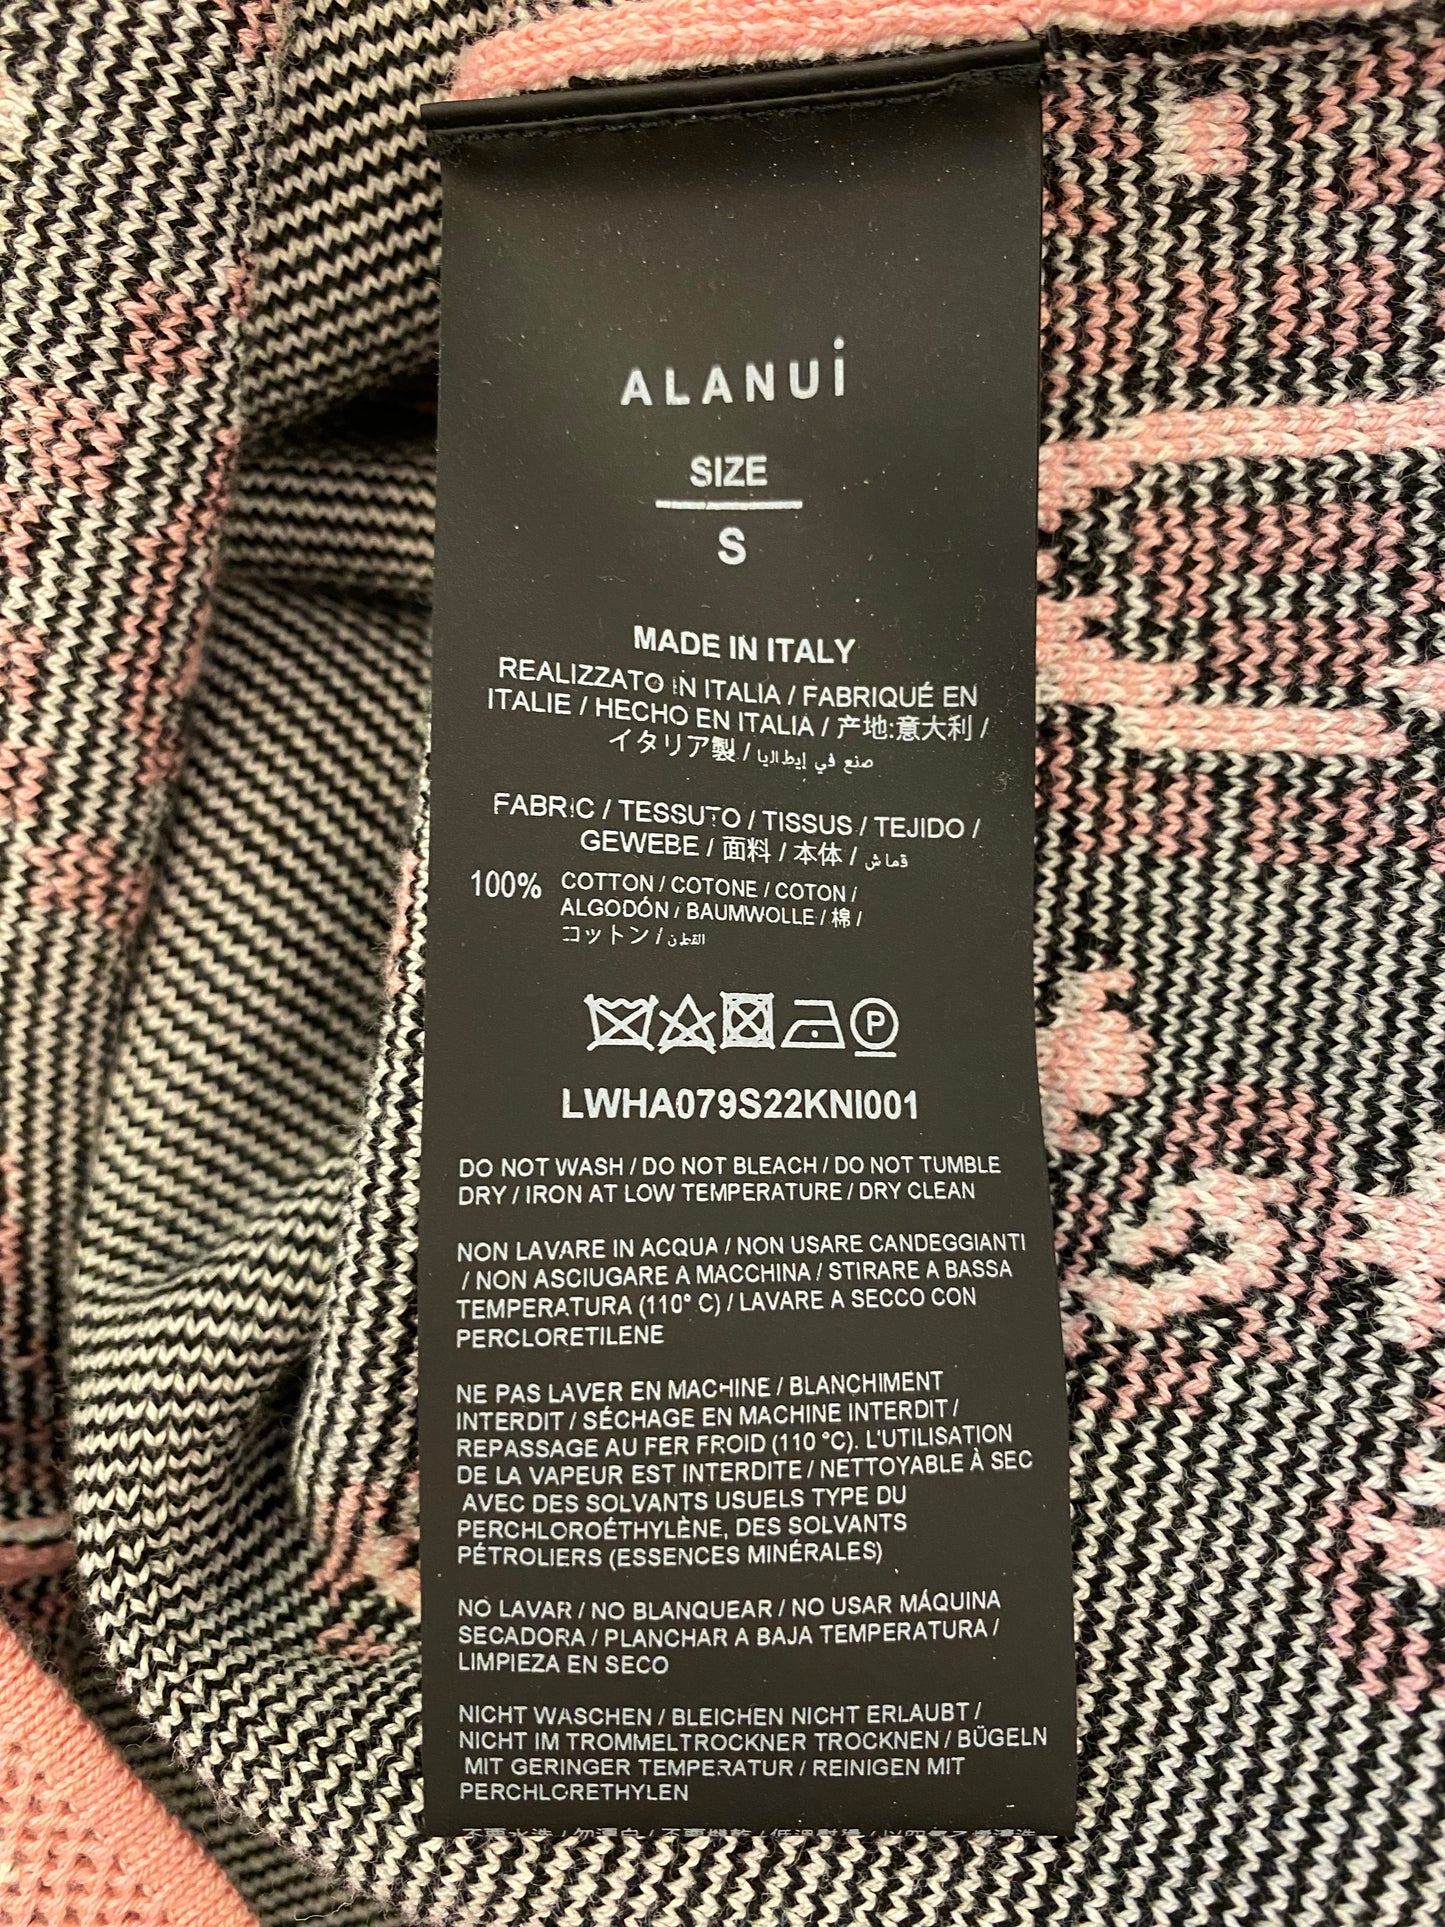 ALANUi
SIZE
S
MADE IN ITALY
REALIZZATO IN ITALIA / FABRIQUÉ EN
ITALIE / HECHO EN ITALIA / 产地:意大利 /
イタリア製 / صنع في إيطاليا
FABRIC / TESSUTO / TISSUS / TEJIDO /
GEWEBE / 面料 / 本体 / قماش
100% COTTON / COTONE / COTON /
ALGODÓN / BAUMWOLLE / 棉 /
コットン / القطن
P
LWHA079S22KNI001
DO NOT WASH / DO NOT BLEACH / DO NOT TUMBLE
DRY / IRON AT LOW TEMPERATURE / DRY CLEAN
NON LAVARE IN ACQUA / NON USARE CANDEGGIANTI
/ NON ASCIUGARE A MACCHINA / STIRARE A BASSA
TEMPERATURA (110° C) / LAVARE A SECCO CON
PERCLORETILENE
NE PAS LAVER EN MACHINE / BLANCHIMENT
INTERDIT / SÉCHAGE EN MACHINE INTERDIT /
REPASSAGE AU FER FROID (110 °C). L'UTILISATION
DE LA VAPEUR EST INTERDITE / NETTOYABLE À SEC
AVEC DES SOLVANTS USUELS TYPE DU
PERCHLOROÉTHYLÈNE, DES SOLVANTS
PÉTROLIERS (ESSENCES MINÉRALES)
NO LAVAR / NO BLANQUEAR / NO USAR MÁQUINA
SECADORA / PLANCHAR A BAJA TEMPERATURA /
LIMPIEZA EN SECO
NICHT WASCHEN / BLEICHEN NICHT ERLAUBT /
NICHT IM TROMMELTROCKNER TROCKNEN / BÜGELN
MIT GERINGER TEMPERATUR / REINIGEN MIT
PERCHLORETHYLEN